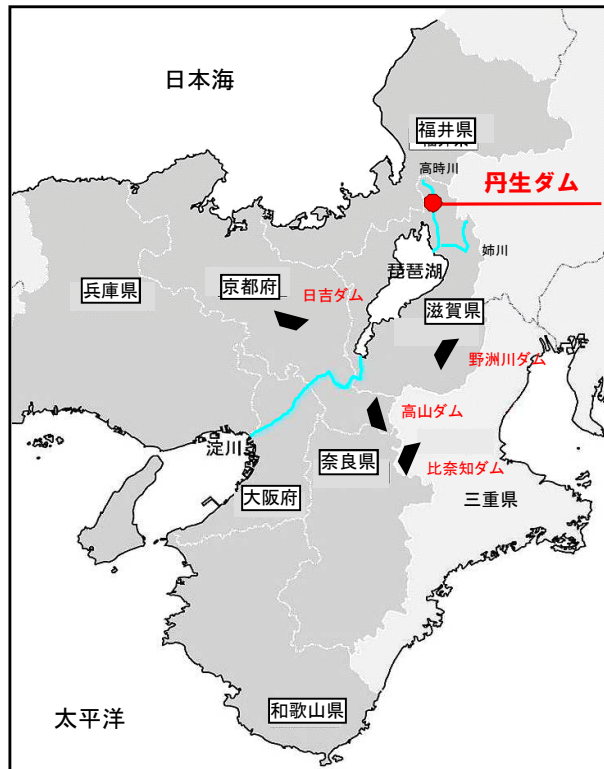 日本海
福井県
高時川
丹生ダム
姉川
琵琶湖
兵庫県
京都府
日吉ダム
滋賀県
野洲川ダム
高山ダム
淀川
奈良県
比奈知ダム
大阪府
三重県
和歌山県
太平洋